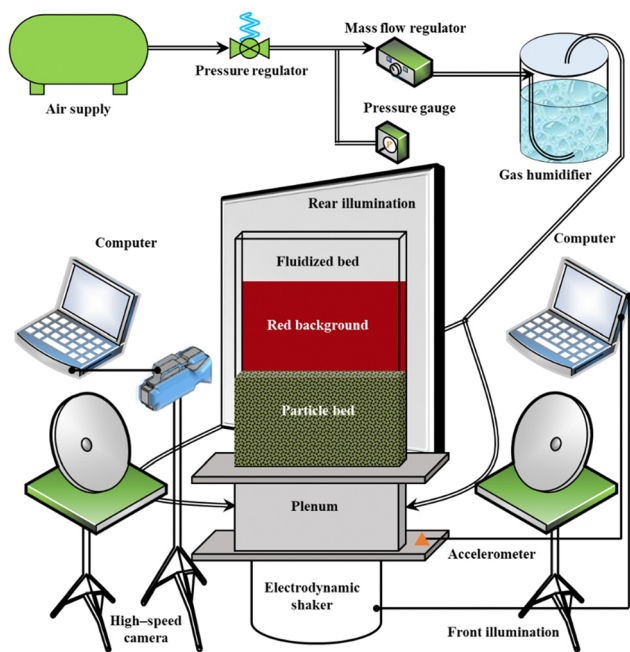 Mass flow regulator
Pressure regulator
Air supply
Pressure gauge
P
Gas humidifier
Rear illumination
Computer
Computer
Fluidized bed
Red background
Particle bed
Plenum
Accelerometer
Electrodynamic
shaker
High–speed
camera
Front illumination